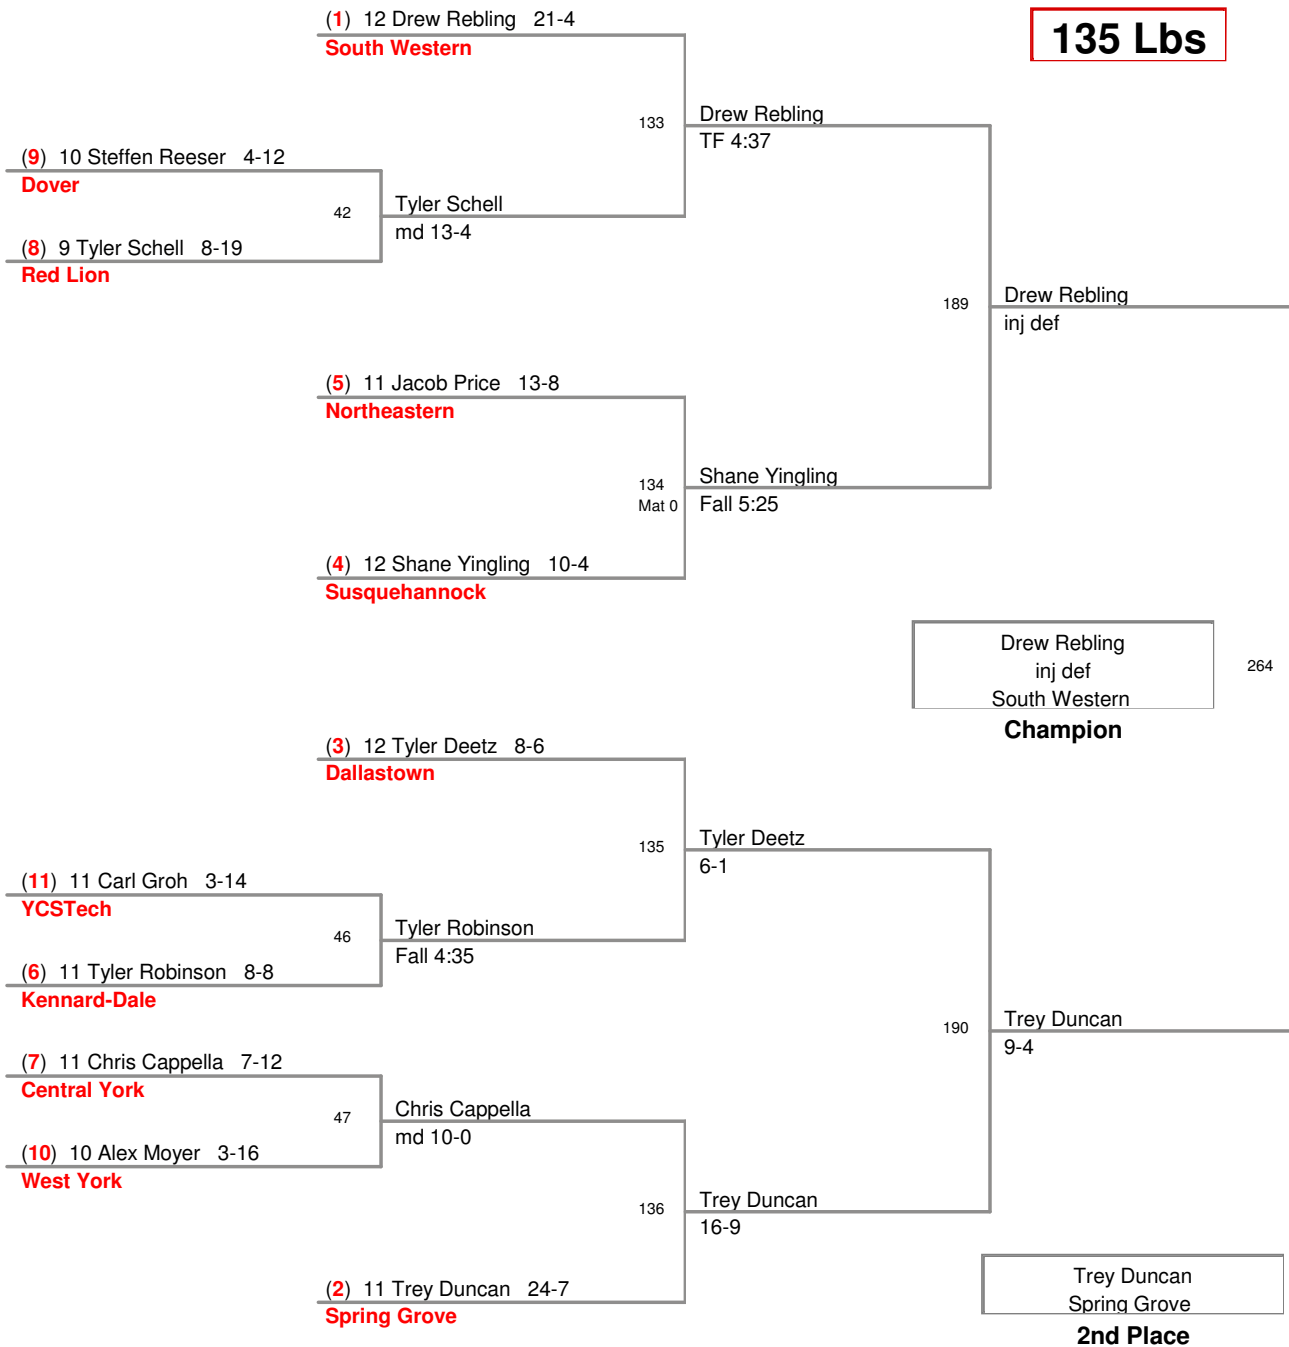 (1) 12 Drew Rebling 21-4
South Western
135 Lbs
133
Drew Rebling
TF 4:37
(9) 10 Steffen Reeser 4-12
Dover
42
Tyler Schell
md 13-4
(8) 9 Tyler Schell 8-19
Red Lion
189
Drew Rebling
inj def
(5) 11 Jacob Price 13-8
Northeastern
134
Mat 0
Shane Yingling
Fall 5:25
(4) 12 Shane Yingling 10-4
Susquehannock
Drew Rebling
inj def
South Western
264
Champion
(3) 12 Tyler Deetz 8-6
Dallastown
135
Tyler Deetz
6-1
(11) 11 Carl Groh 3-14
YCSTech
46
Tyler Robinson
Fall 4:35
(6) 11 Tyler Robinson 8-8
Kennard-Dale
190
Trey Duncan
9-4
(7) 11 Chris Cappella 7-12
Central York
47
Chris Cappella
md 10-0
(10) 10 Alex Moyer 3-16
West York
136
Trey Duncan
16-9
(2) 11 Trey Duncan 24-7
Spring Grove
Trey Duncan
Spring Grove
2nd Place